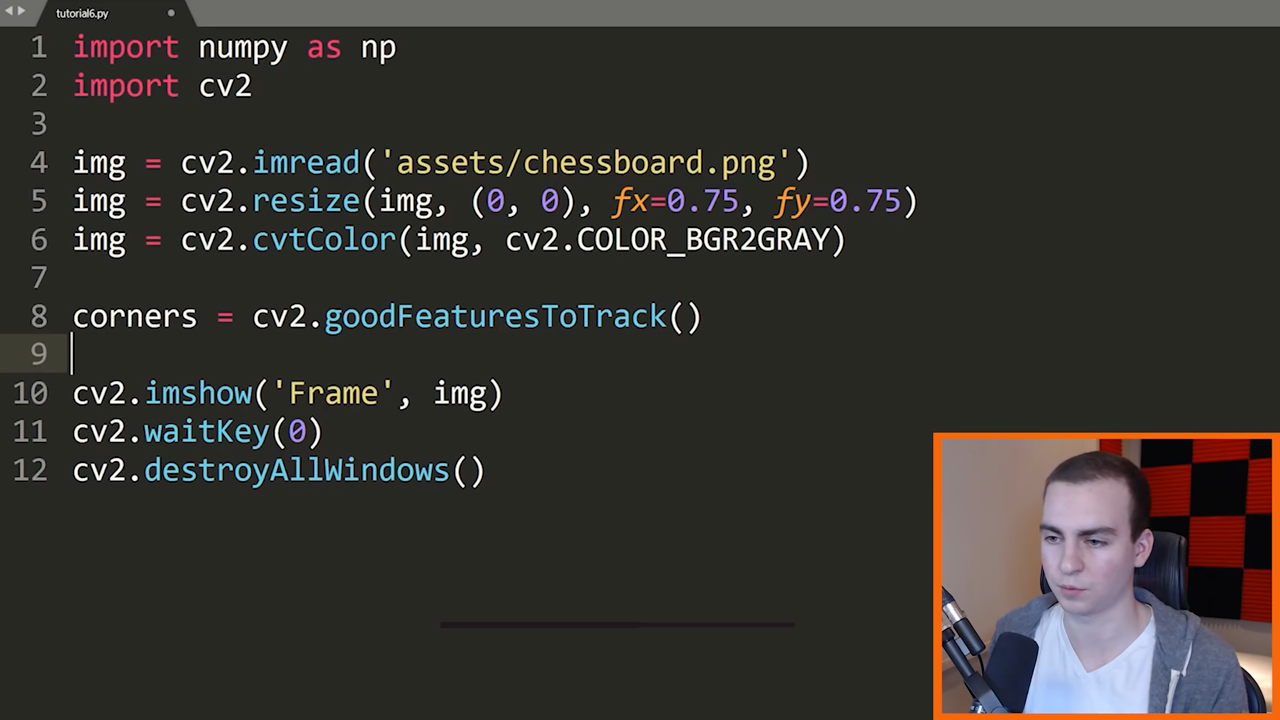 tutorial6.py
1 import numpy as np
2 import cv2
3
4 img = cv2.imread('assets/chessboard.png')
5 img = cv2.resize(img, (0, 0), fx=0.75, fy=0.75)
6 img = cv2.cvtColor(img, cv2.COLOR_BGR2GRAY)
7
8 corners = cv2.goodFeaturesToTrack()
9
10 cv2.imshow('Frame', img)
11 cv2.waitKey(0)
12 cv2.destroyAllWindows()